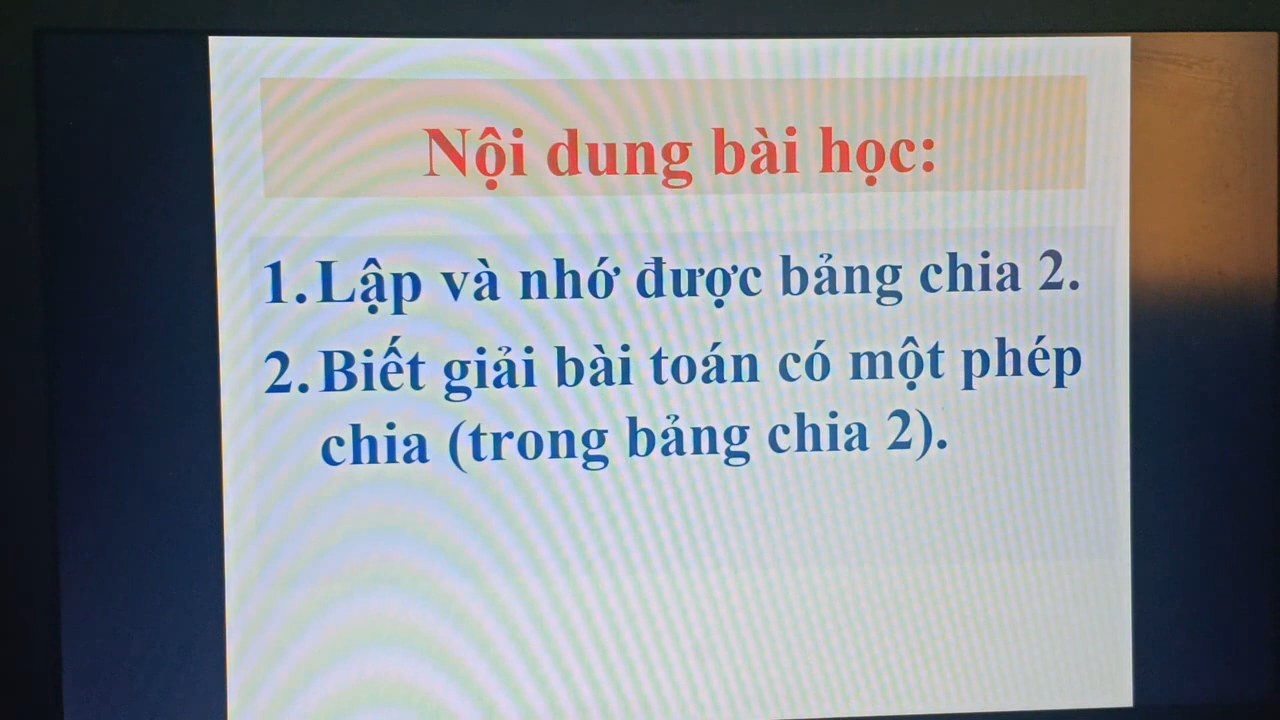 Nội dung bài học:
1. Lập và nhớ được bảng chia 2.
2. Biết giải bài toán có một phép
chia (trong bảng chia 2).